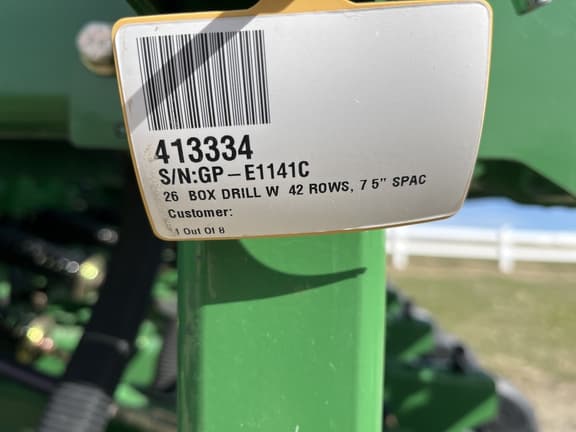 413334
S/N:GP-E1141C
26 BOX DRILL W 42 ROWS, 7 5" SPAC
Customer:
1 Out Of 8